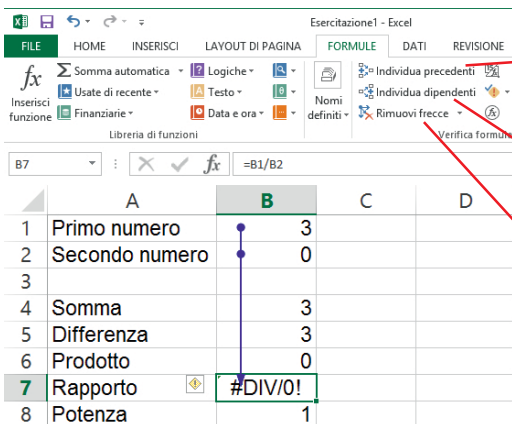 Esercitazione1 - Excel
FILE HOME INSERISCI LAYOUT DI PAGINA FORMULE DATI REVISIONE
fx Inserisci funzione
Σ Somma automatica
Usate di recente
Finanziarie
Logiche
Testo
Data e ora
Libreria di funzioni
Nomi definiti
Individua precedenti
Individua dipendenti
Rimuovi frecce
Verifica formule
B7 fx =B1/B2
A B C D
1 Primo numero 3
2 Secondo numero 0
3
4 Somma 3
5 Differenza 3
6 Prodotto 0
7 Rapporto #DIV/0!
8 Potenza 1